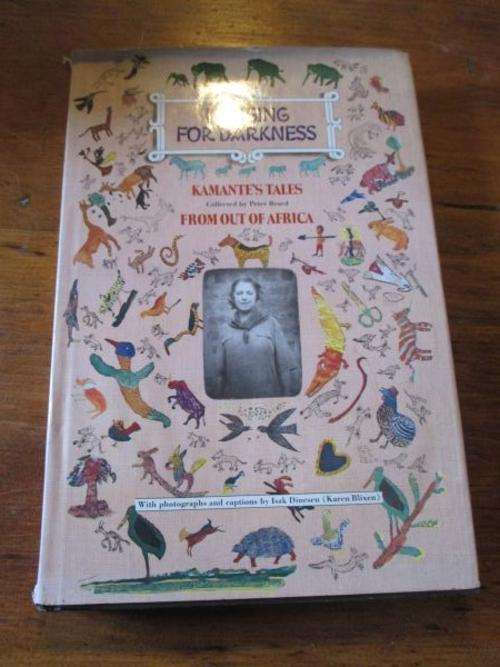 FOR DARKNESS
KAMANTE'S TALES
Collected by Peter Beard
FROM OUT OF AFRICA
With photographs and captions by Isak Dinesen (Karen Blixen)